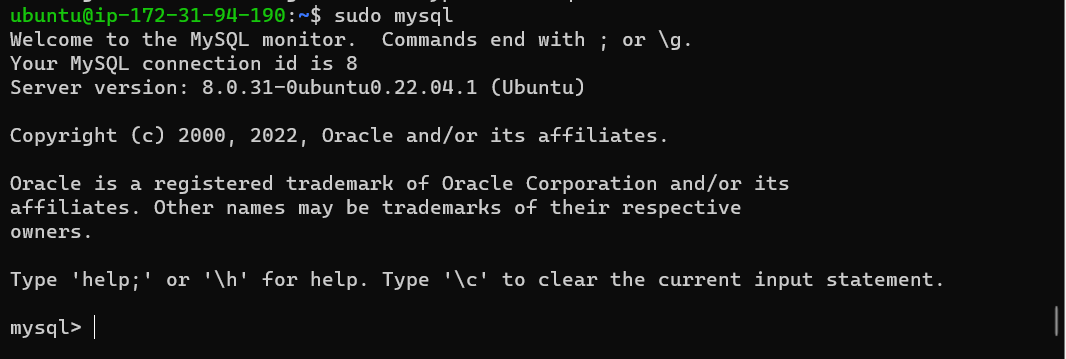 ubuntu@ip-172-31-94-190:~$ sudo mysql
Welcome to the MySQL monitor.  Commands end with ; or \g.
Your MySQL connection id is 8
Server version: 8.0.31-0ubuntu0.22.04.1 (Ubuntu)
Copyright (c) 2000, 2022, Oracle and/or its affiliates.
Oracle is a registered trademark of Oracle Corporation and/or its
affiliates. Other names may be trademarks of their respective
owners.
Type 'help;' or '\h' for help. Type '\c' to clear the current input statement.
mysql>